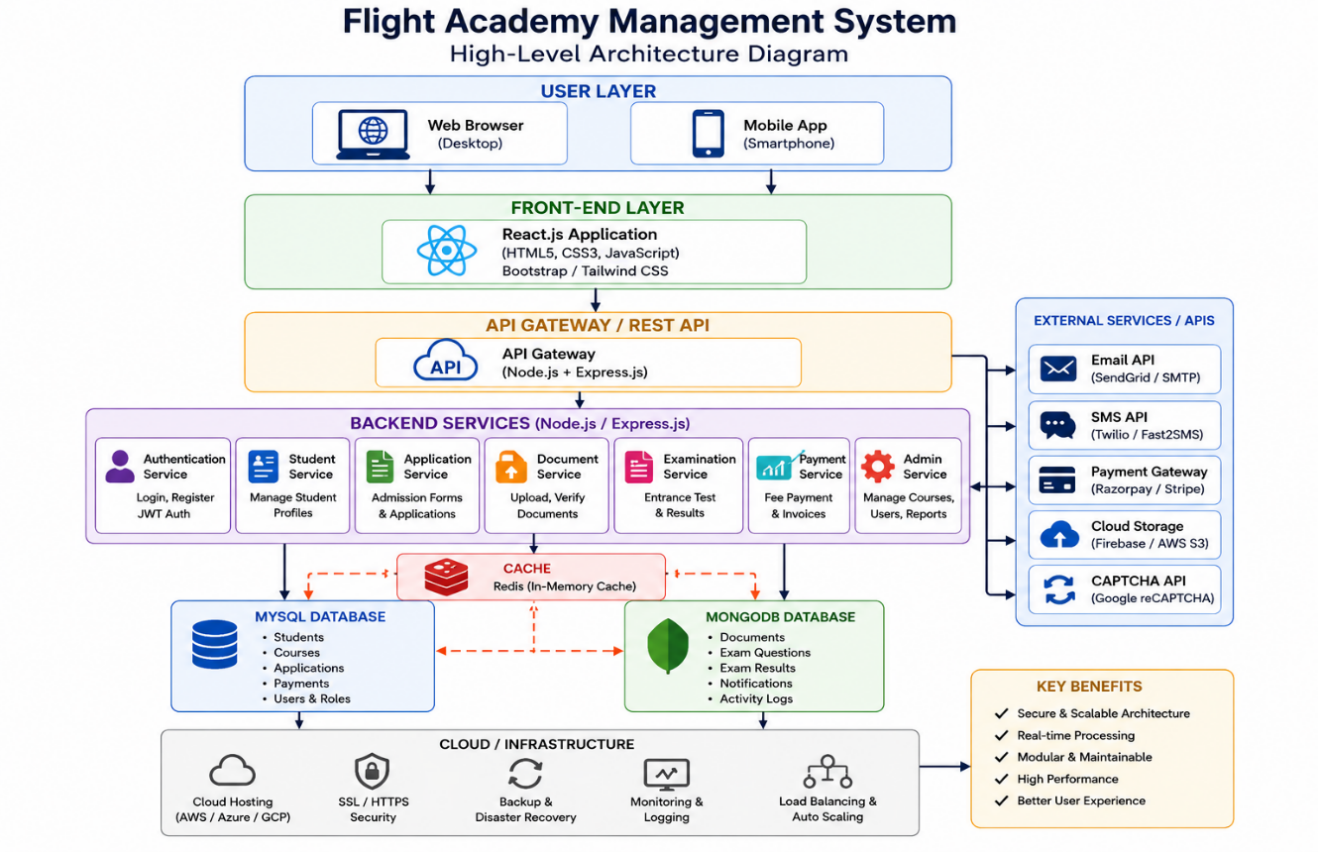 Flight Academy Management System
High-Level Architecture Diagram
USER LAYER
Web Browser
(Desktop)
Mobile App
(Smartphone)
FRONT-END LAYER
React.js Application
(HTML5, CSS3, JavaScript)
Bootstrap / Tailwind CSS
API GATEWAY / REST API
API
API Gateway
(Node.js + Express.js)
BACKEND SERVICES (Node.js / Express.js)
Authentication
Service
Login, Register
JWT Auth
Student
Service
Manage Student
Profiles
Application
Service
Admission Forms
& Applications
Document
Service
Upload, Verify
Documents
Examination
Service
Entrance Test
& Results
Payment
Service
Fee Payment
& Invoices
Admin
Service
Manage Courses,
Users, Reports
EXTERNAL SERVICES / APIS
Email API
(SendGrid / SMTP)
SMS API
(Twilio / Fast2SMS)
Payment Gateway
(Razorpay / Stripe)
Cloud Storage
(Firebase / AWS S3)
CAPTCHA API
(Google reCAPTCHA)
CACHE
Redis (In-Memory Cache)
MYSQL DATABASE
• Students
• Courses
• Applications
• Payments
• Users & Roles
MONGODB DATABASE
• Documents
• Exam Questions
• Exam Results
• Notifications
• Activity Logs
CLOUD / INFRASTRUCTURE
Cloud Hosting
(AWS / Azure / GCP)
SSL / HTTPS
Security
Backup &
Disaster Recovery
Monitoring &
Logging
Load Balancing &
Auto Scaling
KEY BENEFITS
✓ Secure & Scalable Architecture
✓ Real-time Processing
✓ Modular & Maintainable
✓ High Performance
✓ Better User Experience